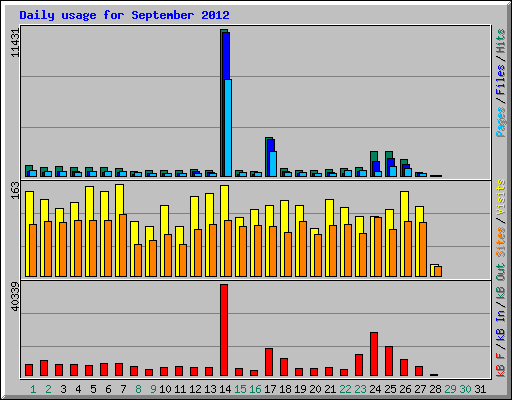 Daily usage for September 2012
11431
Pages/Files/Hits
163
Sites/Visits
40339
kB F/kB In/kB Out
1 2 3 4 5 6 7 8 9 10 11 12 13 14 15 16 17 18 19 20 21 22 23 24 25 26 27 28 29 30 31